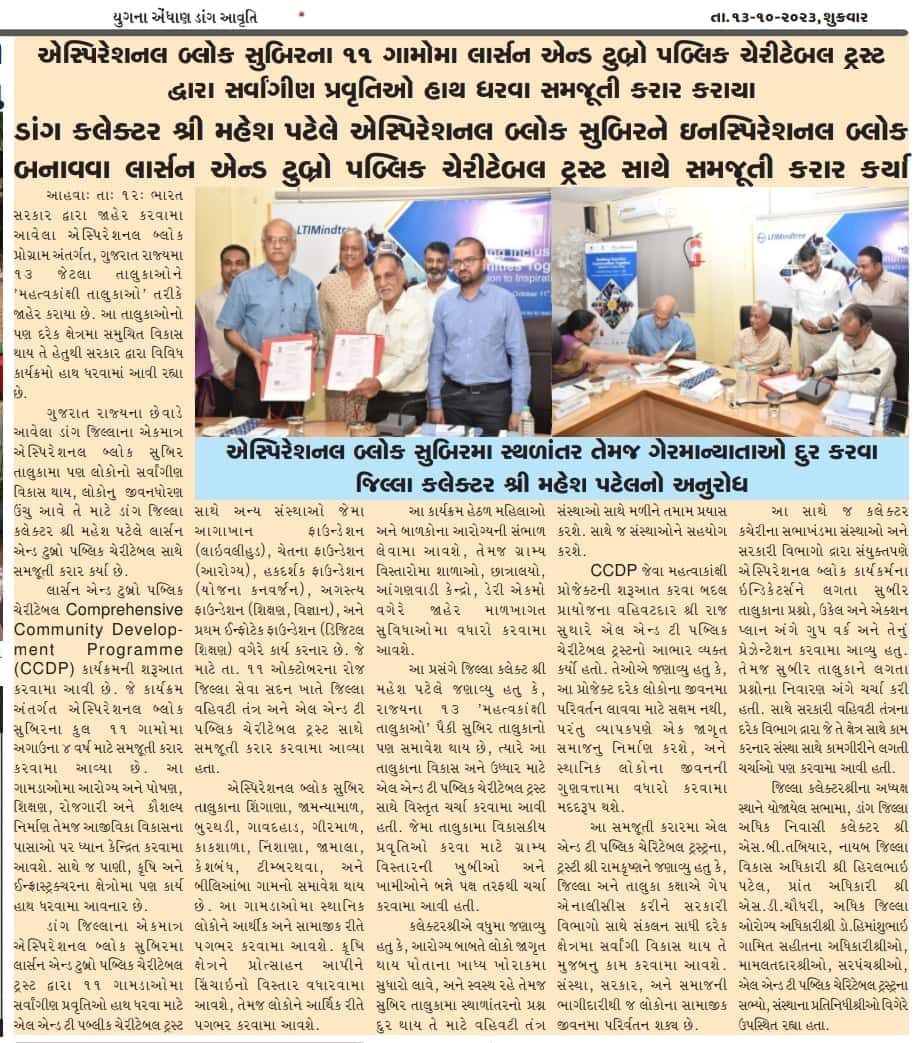 યુગના એંધાણ ડાંગ આવૃતિ
તા.૧૩-૧૦-૨૦૨૩,શુક્રવાર
એસ્પિરેશનલ બ્લોક સુબિરના ૧૧ ગામોમા લાર્સન એન્ડ ટુબ્રો પબ્લિક ચેરીટેબલ ટ્રસ્ટ
દ્વારા સર્વાંગીણ પ્રવૃતિઓ હાથ ધરવા સમજૂતી કરાર કરાયા
ડાંગ કલેક્ટર શ્રી મહેશ પટેલે એસ્પિરેશનલ બ્લોક સુબિરને ઇનસ્પિરેશનલ બ્લોક
બનાવવા લાર્સન એન્ડ ટુબ્રો પબ્લિક ચેરીટેબલ ટ્રસ્ટ સાથે સમજૂતી કરાર કર્યા
LTIMindtree
LTIMindtree
એસ્પિરેશનલ બ્લોક સુબિરમા સ્થળાંતર તેમજ ગેરમાન્યાતાઓ દુર કરવા
જિલ્લા કલેક્ટર શ્રી મહેશ પટેલનો અનુરોધ
આહવાઃ તાઃ ૧૨ઃ ભારત
સરકાર દ્વારા જાહેર કરવામા
આવેલા એસ્પિરેશનલ બ્લોક
પ્રોગ્રામ અંતર્ગત, ગુજરાત રાજ્યમા
૧૩ જેટલા તાલુકાઓને
'મહત્વકાંક્ષી તાલુકાઓ' તરીકે
જાહેર કરાયા છે. આ તાલુકાઓનો
પણ દરેક ક્ષેત્રમા સમુચિત વિકાસ
થાય તે હેતુથી સરકાર દ્વારા વિવિધ
કાર્યક્રમો હાથ ધરવામાં આવી રહ્યા
છે.
ગુજરાત રાજ્યના છેવાડે
આવેલા ડાંગ જિલ્લાના એકમાત્ર
એસ્પિરેશનલ બ્લોક સુબિર
તાલુકામા પણ લોકોનો સર્વાંગીણ
વિકાસ થાય, લોકોનુ જીવનધોરણ
ઉંચુ આવે તે માટે ડાંગ જિલ્લા
કલેક્ટર શ્રી મહેશ પટેલે લાર્સન
એન્ડ ટુબ્રો પબ્લિક ચેરીટેબલ સાથે
સમજૂતી કરાર કર્યા છે.
લાર્સન એન્ડ ટુબ્રો પબ્લિક
ચેરીટેબલ Comprehensive
Community Develop-
ment Programme
(CCDP) કાર્યક્રમની શરૂઆત
કરવામા આવી છે. જે કાર્યક્રમ
અંતર્ગત એસ્પિરેશનલ બ્લોક
સુબિરના કુલ ૧૧ ગામોમા
અગાઉના ૪ વર્ષ માટે સમજૂતી કરાર
કરવામા આવ્યા છે. આ
ગામડાઓમા આરોગ્ય અને પોષણ,
શિક્ષણ, રોજગારી અને કૌશલ્ય
નિર્માણ તેમજ આજીવિકા વિકાસના
પાસાઓ પર ધ્યાન કેન્દ્રિત કરવામા
આવશે. સાથે જ પાણી, કૃષિ અને
ઈન્ફ્રાસ્ટ્રક્ચરના ક્ષેત્રોમા પણ કાર્ય
હાથ ધરવામા આવનાર છે.
ડાંગ જિલ્લાના એકમાત્ર
એસ્પિરેશનલ બ્લોક સુબિરમા
લાર્સન એન્ડ ટુબ્રો પબ્લિક ચેરીટેબલ
ટ્રસ્ટ દ્વારા ૧૧ ગામડાઓમા
સર્વાંગીણ પ્રવૃતિઓ હાથ ધરવા માટે
એલ એન્ડ ટી પબ્લીક ચેરીટેબલ ટ્રસ્ટ
સાથે અન્ય સંસ્થાઓ જેમા
આગાખાન ફાઉન્ડેશન
(લાઇવલીહુડ), ચેતના ફાઉન્ડેશન
(આરોગ્ય), હકદર્શક ફાઉન્ડેશન
(યોજના કનવર્જન), અગસ્ત્ય
ફાઉન્ડેશન (શિક્ષણ, વિજ્ઞાન), અને
પ્રથમ ઈન્ફોટેક ફાઉન્ડેશન (ડિજિટલ
શિક્ષણ) વગેરે કાર્ય કરનાર છે. જે
માટે તા. ૧૧ ઓક્ટોબરના રોજ
જિલ્લા સેવા સદન ખાતે જિલ્લા
વહિવટી તંત્ર અને એલ એન્ડ ટી
પબ્લિક ચેરીટેબલ ટ્રસ્ટ સાથે
સમજૂતી કરાર કરવામા આવ્યા
હતા.
એસ્પિરેશનલ બ્લોક સુબિર
તાલુકાના શિંગાણા, જામન્યામાળ,
બુરથડી, ગાવદહાડ, ગીરમાળ,
કાકશાળા, નિંશાણા, જામાલા,
કેશબંધ, ટીમ્બરથવા, અને
બીલિઆંબા ગામનો સમાવેશ થાય
છે. આ ગામડાઓમા સ્થાનિક
લોકોને આર્થીક અને સામાજીક રીતે
પગભર કરવામા આવશે. કૃષિ
ક્ષેત્રને પ્રોત્સાહન આપીને
સિંચાઇનો વિસ્તાર વધારવામા
આવશે, તેમજ લોકોને આર્થિક રીતે
પગભર કરવામા આવશે.
આ કાર્યક્રમ હેઠળ મહિલાઓ
અને બાળકોના આરોગ્યની સંભાળ
લેવામા આવશે, તેમજ ગ્રામ્ય
વિસ્તારોમા શાળાઓ, છાત્રાલયો,
આંગણવાડી કેન્દ્રો, ડેરી એકમો
વગેરે જાહેર માળખાગત
સુવિધાઓમા વધારો કરવામા
આવશે.
આ પ્રસંગે જિલ્લા કલેક્ટ શ્રી
મહેશ પટેલે જણાવ્યુ હતુ કે,
રાજ્યના ૧૩ 'મહત્વકાંક્ષી
તાલુકાઓ' પૈકી સુબિર તાલુકાનો
પણ સમાવેશ થાય છે, ત્યારે આ
તાલુકાના વિકાસ અને ઉધ્ધાર માટે
એલ એન્ડ ટી પબ્લિક ચેરીટેબલ ટ્રસ્ટ
સાથે વિસ્તૃત ચર્ચા કરવામા આવી
હતી. જેમા તાલુકામા વિકાસકીય
પ્રવૃતિઓ કરવા માટે ગ્રામ્ય
વિસ્તારની ખુબીઓ અને
ખામીઓને બન્ને પક્ષ તરફથી ચર્ચા
કરવામા આવી હતી.
કલેક્ટરશ્રીએ વધુમા જણાવ્યુ
હતુ કે, આરોગ્ય બાબતે લોકો જાગૃત
થાય પોતાના ખાધ્ય ખોરાકમા
સુધારો લાવે, અને સ્વસ્થ રહે તેમજ
સુબિર તાલુકામા સ્થાળાંતરનો પ્રશ્ન
દુર થાય તે માટે વહિવટી તંત્ર
સંસ્થાઓ સાથે મળીને તમામ પ્રયાસ
કરશે. સાથે જ સંસ્થાઓને સહયોગ
કરશે.
CCDP જેવા મહત્વાકાંક્ષી
પ્રોજેક્ટની શરૂઆત કરવા બદલ
પ્રાયોજના વહિવટદાર શ્રી રાજ
સુથારે એલ એન્ડ ટી પબ્લિક
ચેરીટેબલ ટ્રસ્ટનો આભાર વ્યક્ત
કર્યો હતો. તેઓએ જણાવ્યુ હતુ કે,
આ પ્રોજેક્ટ દરેક લોકોના જીવનમા
પરિવર્તન લાવવા માટે સક્ષમ નથી,
પરંતુ વ્યાપકપણે એક જાગૃત
સમાજનુ નિર્માણ કરશે, અને
સ્થાનિક લોકોના જીવનની
ગુણવત્તામા વધારો કરવામા
મદદરૂપ થશે.
આ સમજૂતી કરારમા એલ
એન્ડ ટી પબ્લિક ચેરિટેબલ ટ્રસ્ટના,
ટ્રસ્ટી શ્રી રામકૃષ્ણને જણાવ્યુ હતુ કે,
જિલ્લા અને તાલુકા કક્ષાએ ગેપ
એનાલીસીસ કરીને સરકારી
વિભાગો સાથે સંકલન સાધી દરેક
ક્ષેત્રમા સર્વાંગી વિકાસ થાય તે
મુજબનુ કામ કરવામા આવશે.
સંસ્થા, સરકાર, અને સમાજની
ભાગીદારીથી જ લોકોના સામાજીક
જીવનમા પરિવર્તન શક્ય છે.
આ સાથે જ કલેક્ટર
કચેરીના સભાખંડમા સંસ્થાઓ અને
સરકારી વિભાગો દ્વારા સંયુક્તપણે
એસ્પિરેશનલ બ્લોક કાર્યક્રર્મના
ઇન્ડિકેટર્સને લગતા સુબીર
તાલુકાના પ્રશ્નો, ઉકેલ અને એક્શન
પ્લાન અંગે ગુપ વર્ક અને તેનું
પ્રેઝન્ટેશન કરવામા આવ્યુ હતુ.
તેમજ સુબીર તાલુકાને લગતા
પ્રશ્નોના નિવારણ અંગે ચર્ચા કરી
હતી. સાથે સરકારી વહિવટી તંત્રના
દરેક વિભાગ દ્વારા જે તે ક્ષેત્ર સાથે કામ
કરનાર સંસ્થા સાથે કામગીરીને લગતી
ચર્ચાઓ પણ કરવામા આવી હતી.
જિલ્લા કલેક્ટરશ્રીના અધ્યક્ષ
સ્થાને યોજાયેલ સભામા, ડાંગ જિલ્લા
અધિક નિવાસી કલેક્ટર શ્રી
એસ.બી.તબિયાર, નાયબ જિલ્લા
વિકાસ અધિકારી શ્રી હિરલભાઇ
પટેલ, પ્રાંત અધિકારી શ્રી
એસ.ડી.ચૌધરી, અધિક જિલ્લા
ઓરોગ્ય અધિકારીશ્રી ડો.હિમાંશુભાઇ
ગામિત સહીતના અધિકારીશ્રીઓ,
મામલતદારશ્રીઓ, સરપંચશ્રીઓ,
એલ એન્ડ ટી પબ્લિક ચેરિટેબલ ટ્રસ્ટના
સભ્યો, સંસ્થાના પ્રતિનિધીશ્રીઓ વિગેરે
ઉપસ્થિત રહ્યા હતા.